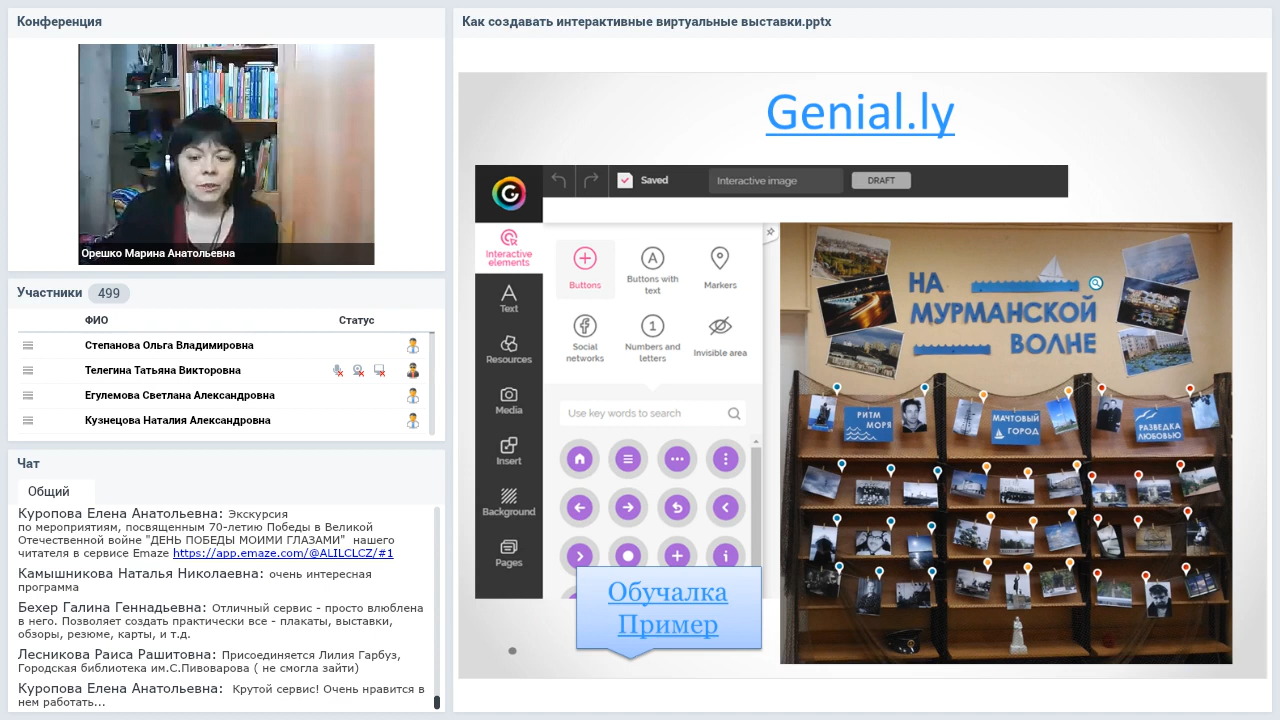 Конференция
Орешко Марина Анатольевна
Участники 499
ФИО Статус
Степанова Ольга Владимировна
Телегина Татьяна Викторовна
Егулемова Светлана Александровна
Кузнецова Наталия Александровна
Чат
Общий
Куропова Елена Анатольевна: Экскурсия
по мероприятиям, посвященным 70-летию Победы в Великой
Отечественной войне "ДЕНЬ ПОБЕДЫ МОИМИ ГЛАЗАМИ" нашего
читателя в сервисе Emaze https://app.emaze.com/@ALILCLCZ/#1
Камышникова Наталья Николаевна: очень интересная
программа
Бехер Галина Геннадьевна: Отличный сервис - просто влюблена
в него. Позволяет создать практически все - плакаты, выставки,
обзоры, резюме, карты, и т.д.
Лесникова Раиса Рашитовна: Присоединяется Лилия Гарбуз,
Городская библиотека им.С.Пивоварова ( не смогла зайти)
Куропова Елена Анатольевна: Крутой сервис! Очень нравится в
нем работать...
Как создавать интерактивные виртуальные выставки.pptx
Genial.ly
Saved
Interactive image
DRAFT
Interactive
elements
Text
Resources
Media
Insert
Background
Pages
Buttons
Buttons with
text
Markers
Social
networks
Numbers and
letters
Invisible area
Use key words to search
Обучалка
Пример
НА
МУРМАНСКОЙ
ВОЛНЕ
РИТМ
МОРЯ
МАЧТОВЫЙ
ГОРОД
РАЗВЕДКА
ЛЮБОВЬЮ